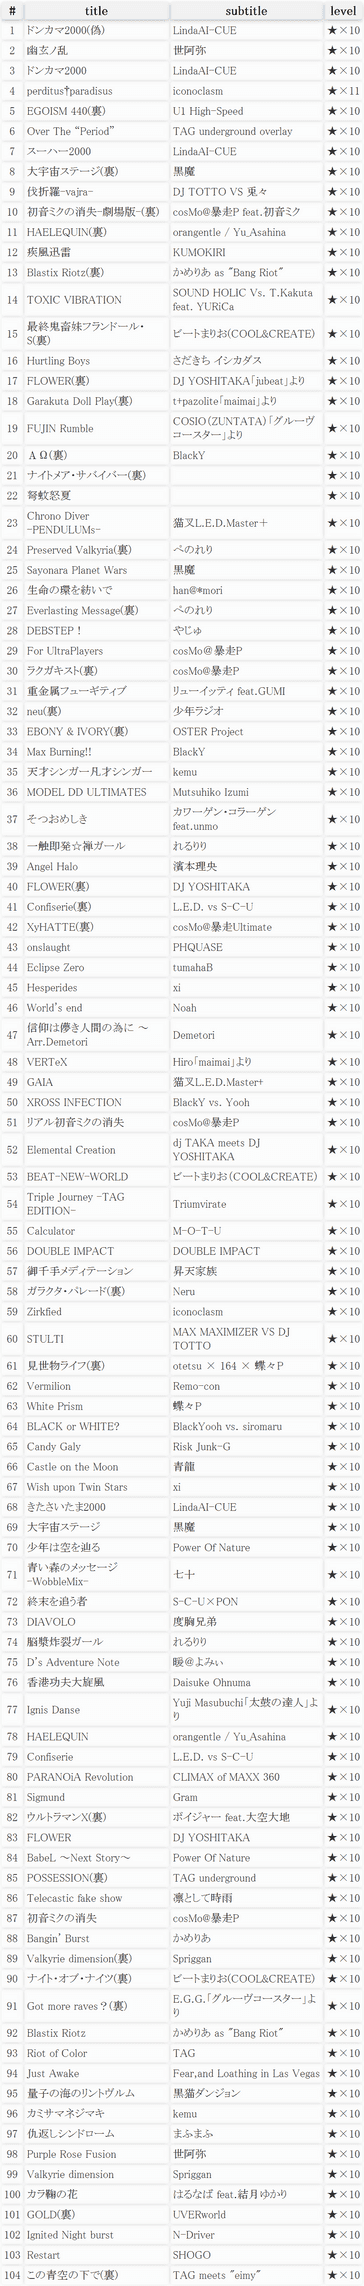 # title subtitle level
1 ドンカマ2000(偽) LindaAI-CUE ★×10
2 幽玄ノ乱 世阿弥 ★×10
3 ドンカマ2000 LindaAI-CUE ★×10
4 perditus†paradisus iconoclasm ★×11
5 EGOISM 440(裏) U1 High-Speed ★×10
6 Over The “Period” TAG underground overlay ★×10
7 スーハー2000 LindaAI-CUE ★×10
8 大宇宙ステージ(裏) 黒魔 ★×10
9 伐折羅-vajra- DJ TOTTO VS 兎々 ★×10
10 初音ミクの消失-劇場版-(裏) cosMo@暴走P feat.初音ミク ★×10
11 HAELEQUIN(裏) orangentle / Yu_Asahina ★×10
12 疾風迅雷 KUMOKIRI ★×10
13 Blastix Riotz(裏) かめりあ as "Bang Riot" ★×10
14 TOXIC VIBRATION SOUND HOLIC Vs. T.Kakuta
feat. YURiCa ★×10
15 最終鬼畜妹フランドール・
S(裏) ビートまりお(COOL&CREATE) ★×10
16 Hurtling Boys さだきち イシカダス ★×10
17 FLOWER(裏) DJ YOSHITAKA「jubeat」より ★×10
18 Garakuta Doll Play(裏) t+pazolite「maimai」より ★×10
19 FUJIN Rumble COSIO(ZUNTATA)「グルーヴ
コースター」より ★×10
20 ΑΩ(裏) BlackY ★×10
21 ナイトメア・サバイバー(裏) ★×10
22 弩蚊怒夏 ★×10
23 Chrono Diver
-PENDULUMs- 猫叉L.E.D.Master＋ ★×10
24 Preserved Valkyria(裏) ぺのれり ★×10
25 Sayonara Planet Wars 黒魔 ★×10
26 生命の環を紡いで han@*mori ★×10
27 Everlasting Message(裏) ぺのれり ★×10
28 DEBSTEP！ やじゅ ★×10
29 For UltraPlayers cosMo＠暴走P ★×10
30 ラクガキスト(裏) cosMo@暴走P ★×10
31 重金属フューギティブ リューイッティ feat.GUMI ★×10
32 neu(裏) 少年ラジオ ★×10
33 EBONY & IVORY(裏) OSTER Project ★×10
34 Max Burning!! BlackY ★×10
35 天才シンガー凡才シンガー kemu ★×10
36 MODEL DD ULTIMATES Mutsuhiko Izumi ★×10
37 そつおめしき カワーゲン・コラーゲン
feat.unmo ★×10
38 一触即発☆禅ガール れるりり ★×10
39 Angel Halo 濱本理央 ★×10
40 FLOWER(裏) DJ YOSHITAKA ★×10
41 Confiserie(裏) L.E.D. vs S-C-U ★×10
42 XyHATTE(裏) cosMo@暴走Ultimate ★×10
43 onslaught PHQUASE ★×10
44 Eclipse Zero tumahaB ★×10
45 Hesperides xi ★×10
46 World's end Noah ★×10
47 信仰は儚き人間の為に ～
Arr.Demetori Demetori ★×10
48 VERTeX Hiro「maimai」より ★×10
49 GAIA 猫叉L.E.D.Master+ ★×10
50 XROSS INFECTION BlackY vs. Yooh ★×10
51 リアル初音ミクの消失 cosMo@暴走P ★×10
52 Elemental Creation dj TAKA meets DJ
YOSHITAKA ★×10
53 BEAT-NEW-WORLD ビートまりお(COOL&CREATE) ★×10
54 Triple Journey -TAG
EDITION- Triumvirate ★×10
55 Calculator M-O-T-U ★×10
56 DOUBLE IMPACT DOUBLE IMPACT ★×10
57 御千手メディテーション 昇天家族 ★×10
58 ガラクタ・パレード(裏) Neru ★×10
59 Zirkfied iconoclasm ★×10
60 STULTI MAX MAXIMIZER VS DJ
TOTTO ★×10
61 見世物ライフ(裏) otetsu × 164 × 蝶々P ★×10
62 Vermilion Remo-con ★×10
63 White Prism 蝶々P ★×10
64 BLACK or WHITE? BlackYooh vs. siromaru ★×10
65 Candy Galy Risk Junk-G ★×10
66 Castle on the Moon 青龍 ★×10
67 Wish upon Twin Stars xi ★×10
68 きたさいたま2000 LindaAI-CUE ★×10
69 大宇宙ステージ 黒魔 ★×10
70 少年は空を辿る Power Of Nature ★×10
71 青い森のメッセージ
-WobbleMix- 七十 ★×10
72 終末を追う者 S-C-U×PON ★×10
73 DIAVOLO 度胸兄弟 ★×10
74 脳漿炸裂ガール れるりり ★×10
75 D's Adventure Note 暖@よみぃ ★×10
76 香港功夫大旋風 Daisuke Ohnuma ★×10
77 Ignis Danse Yuji Masubuchi「太鼓の達人」よ
り ★×10
78 HAELEQUIN orangentle / Yu_Asahina ★×10
79 Confiserie L.E.D. vs S-C-U ★×10
80 PARANOiA Revolution CLIMAX of MAXX 360 ★×10
81 Sigmund Gram ★×10
82 ウルトラマンX(裏) ボイジャー feat.大空大地 ★×10
83 FLOWER DJ YOSHITAKA ★×10
84 BabeL ～Next Story～ Power Of Nature ★×10
85 POSSESSION(裏) TAG underground ★×10
86 Telecastic fake show 凛として時雨 ★×10
87 初音ミクの消失 cosMo@暴走P ★×10
88 Bangin' Burst かめりあ ★×10
89 Valkyrie dimension(裏) Spriggan ★×10
90 ナイト・オブ・ナイツ(裏) ビートまりお(COOL&CREATE) ★×10
91 Got more raves？(裏) E.G.G.「グルーヴコースター」よ
り ★×10
92 Blastix Riotz かめりあ as "Bang Riot" ★×10
93 Riot of Color TAG ★×10
94 Just Awake Fear,and Loathing in Las Vegas ★×10
95 量子の海のリントヴルム 黒猫ダンジョン ★×10
96 カミサマネジマキ kemu ★×10
97 仇返しシンドローム まふまふ ★×10
98 Purple Rose Fusion 世阿弥 ★×10
99 Valkyrie dimension Spriggan ★×10
100 カラ鞠の花 はるなば feat.結月ゆかり ★×10
101 GOLD(裏) UVERworld ★×10
102 Ignited Night burst N-Driver ★×10
103 Restart SHOGO ★×10
104 この青空の下で(裏) TAG meets "eimy" ★×10